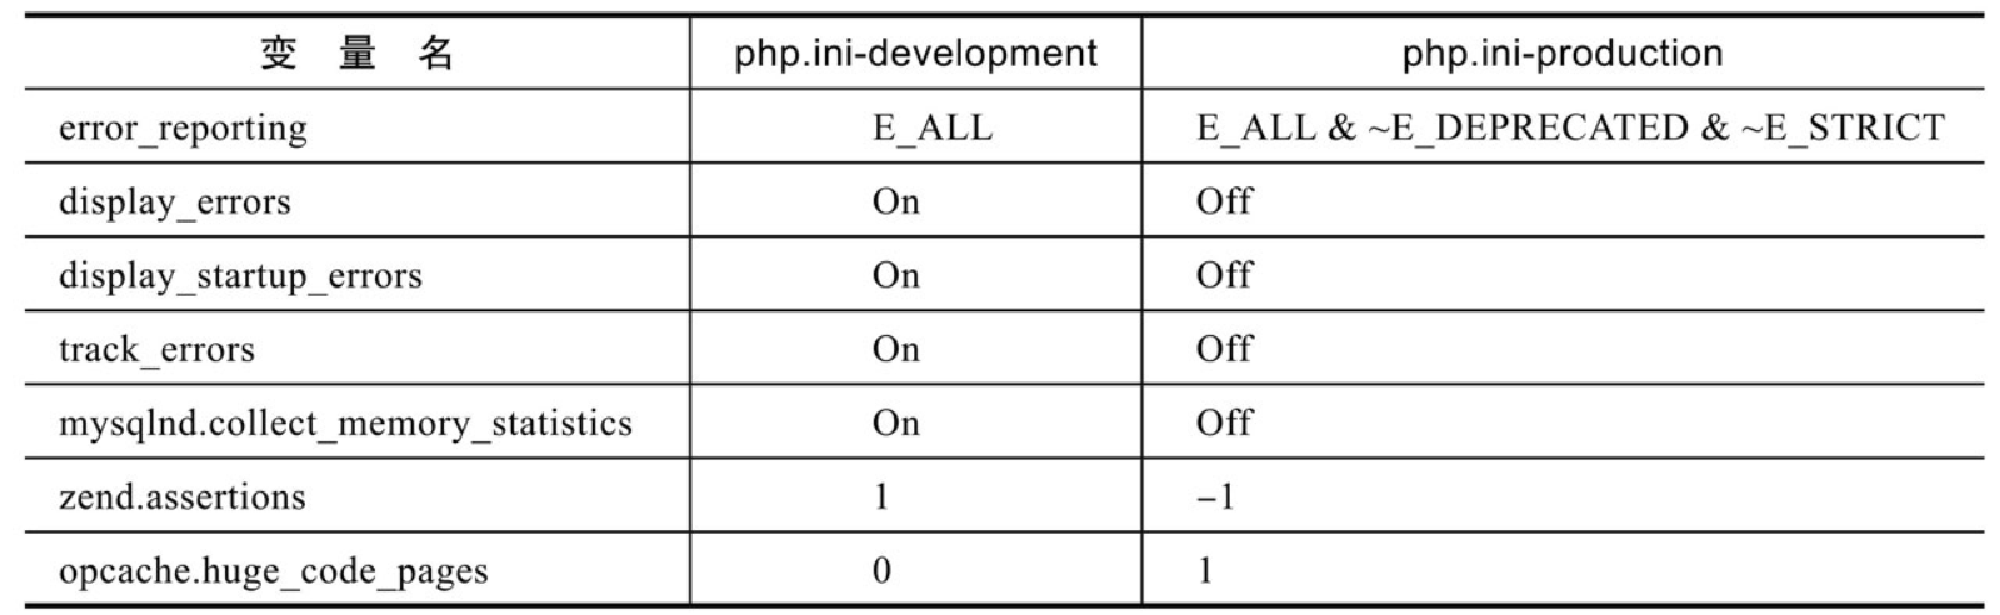 变 量 名 php.ini-development php.ini-production
error_reporting E_ALL E_ALL & ~E_DEPRECATED & ~E_STRICT
display_errors On Off
display_startup_errors On Off
track_errors On Off
mysqlnd.collect_memory_statistics On Off
zend.assertions 1 –1
opcache.huge_code_pages 0 1